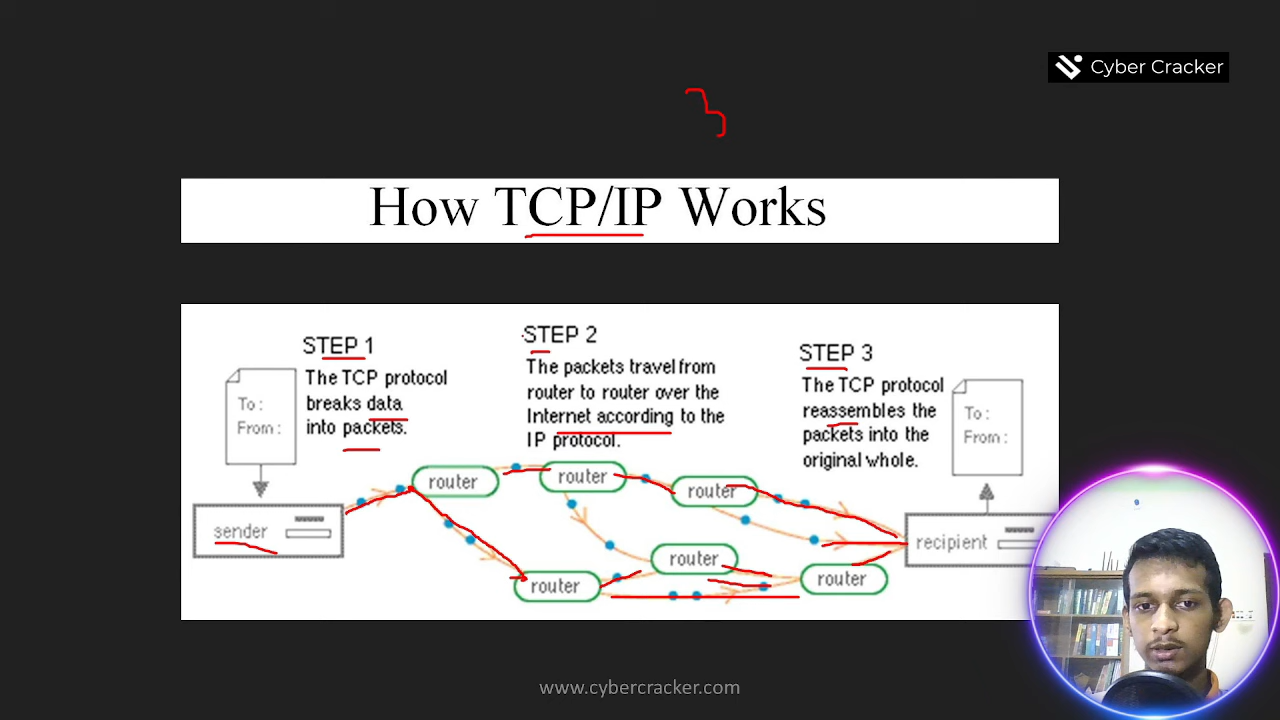 Cyber Cracker
3
How TCP/IP Works
STEP 1
The TCP protocol
breaks data
into packets.
To :
From :
sender
STEP 2
The packets travel from
router to router over the
Internet according to the
IP protocol.
STEP 3
The TCP protocol
reassembles the
packets into the
original whole.
To :
From :
router
router
router
router
router
router
recipient
www.cybercracker.com